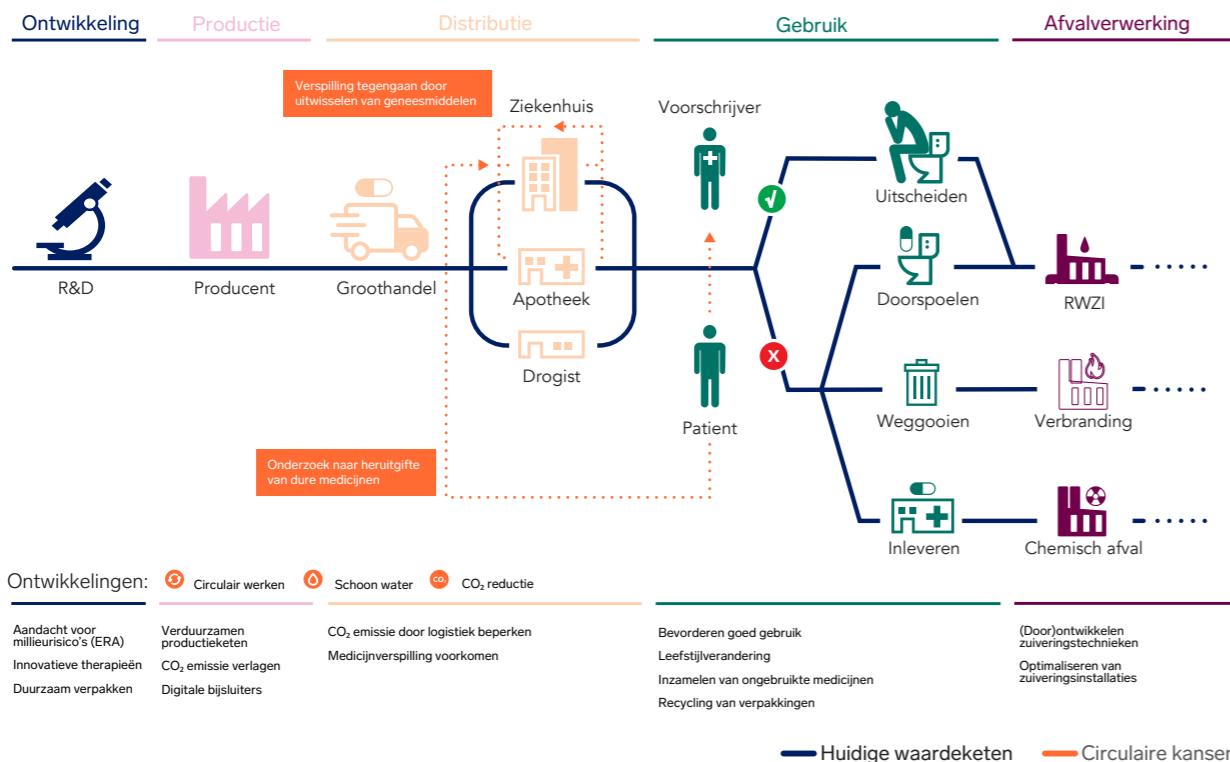 Ontwikkeling
Productie
Distributie
Gebruik
Afvalverwerking
Verspilling tegengaan door
uitwisselen van geneesmiddelen
Ziekenhuis
Voorschrijver
Uitscheiden
R&D
Producent
Groothandel
Apotheek
Doorspoelen
RWZI
X
Drogist
Patient
Weggooien
Verbranding
Onderzoek naar heruitgifte
van dure medicijnen
Inleveren
Chemisch afval
Ontwikkelingen:
Circulair werken
Schoon water
CO₂
CO₂ reductie
Aandacht voor
millieurisico's (ERA)
Innovatieve therapieën
Duurzaam verpakken
Verduurzamen
productieketen
CO₂ emissie verlagen
Digitale bijsluiters
CO₂ emissie door logistiek beperken
Medicijnverspilling voorkomen
Bevorderen goed gebruik
Leefstijlverandering
Inzamelen van ongebruikte medicijnen
Recycling van verpakkingen
(Door)ontwikkelen
zuiveringstechnieken
Optimaliseren van
zuiveringsinstallaties
Huidige waardeketen
Circulaire kansen